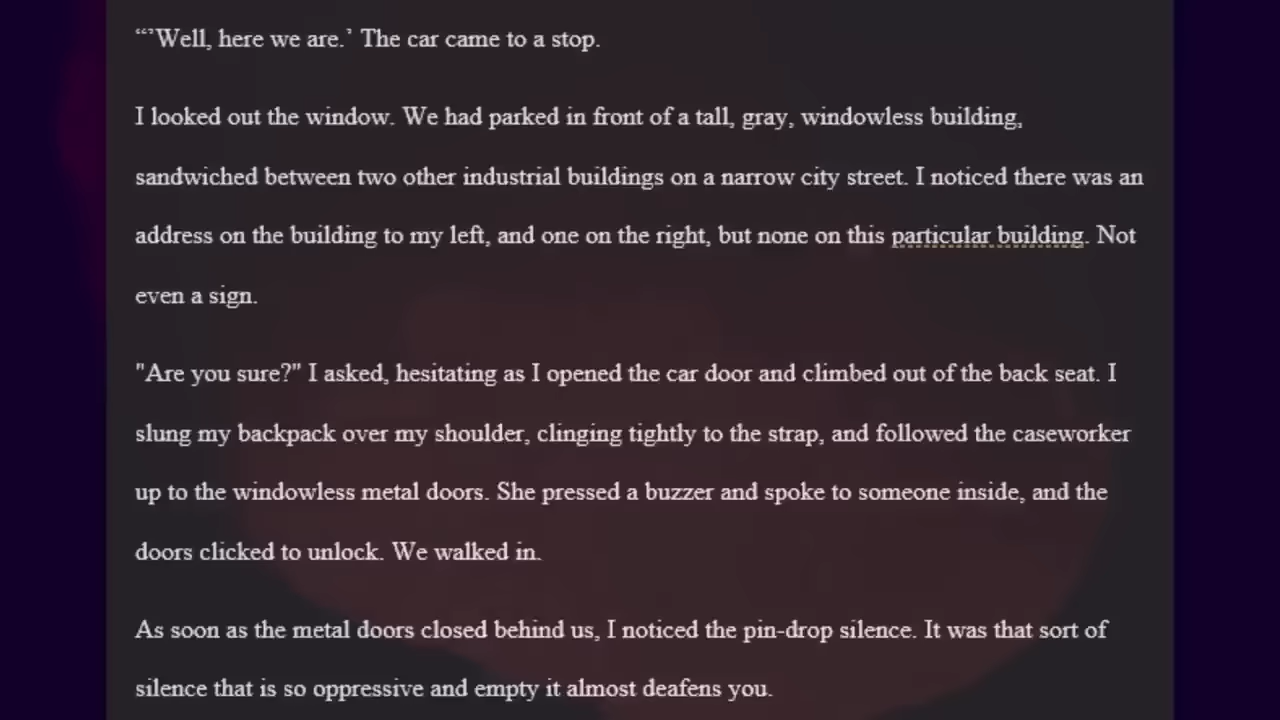 “’Well, here we are.’ The car came to a stop.
I looked out the window. We had parked in front of a tall, gray, windowless building,
sandwiched between two other industrial buildings on a narrow city street. I noticed there was an
address on the building to my left, and one on the right, but none on this particular building. Not
even a sign.
"Are you sure?" I asked, hesitating as I opened the car door and climbed out of the back seat. I
slung my backpack over my shoulder, clinging tightly to the strap, and followed the caseworker
up to the windowless metal doors. She pressed a buzzer and spoke to someone inside, and the
doors clicked to unlock. We walked in.
As soon as the metal doors closed behind us, I noticed the pin-drop silence. It was that sort of
silence that is so oppressive and empty it almost deafens you.